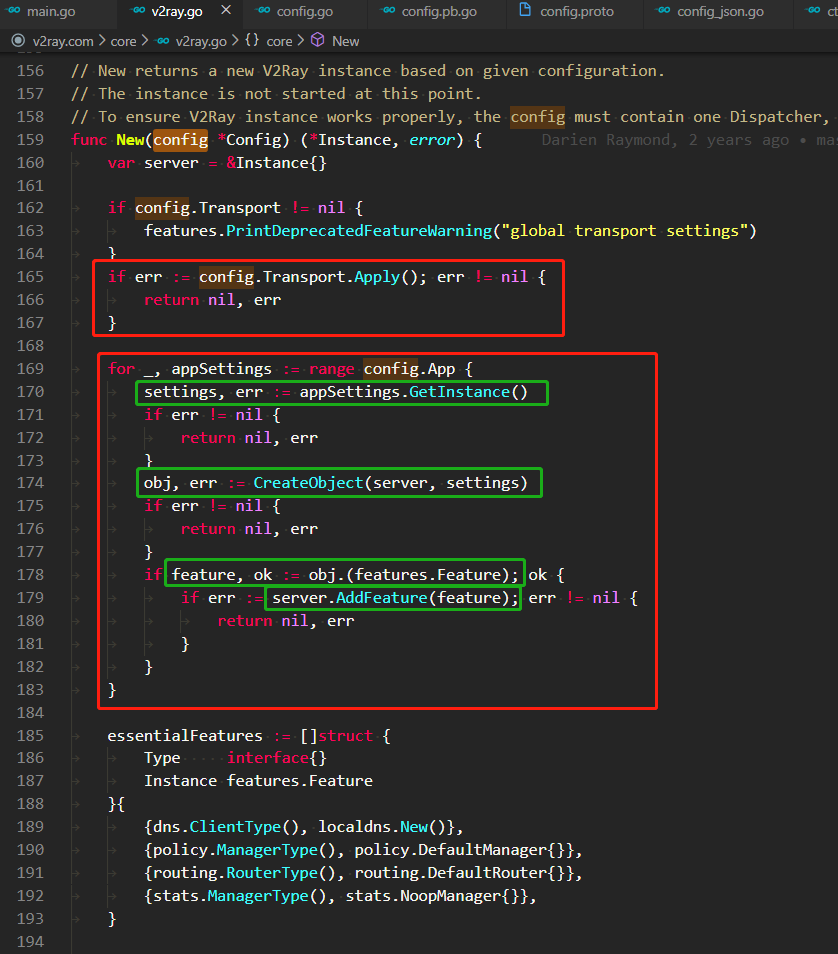 main.go v2ray.go × config.go config.pb.go config.proto config_json.go
v2ray.com > core > v2ray.go > {} core > New
156 // New returns a new V2Ray instance based on given configuration.
157 // The instance is not started at this point.
158 // To ensure V2Ray instance works properly, the config must contain one Dispatcher,
159 func New(config *Config) (*Instance, error) { Darien Raymond, 2 years ago • mas
160 var server = &Instance{}
161
162 if config.Transport != nil {
163 features.PrintDeprecatedFeatureWarning("global transport settings")
164 }
165 if err := config.Transport.Apply(); err != nil {
166 return nil, err
167 }
168
169 for _, appSettings := range config.App {
170 settings, err := appSettings.GetInstance()
171 if err != nil {
172 return nil, err
173 }
174 obj, err := CreateObject(server, settings)
175 if err != nil {
176 return nil, err
177 }
178 if feature, ok := obj.(features.Feature); ok {
179 if err := server.AddFeature(feature); err != nil {
180 return nil, err
181 }
182 }
183 }
184
185 essentialFeatures := []struct {
186 Type interface{}
187 Instance features.Feature
188 }{
189 {dns.ClientType(), localdns.New()},
190 {policy.ManagerType(), policy.DefaultManager{}},
191 {routing.RouterType(), routing.DefaultRouter{}},
192 {stats.ManagerType(), stats.NoopManager{}},
193 }
194